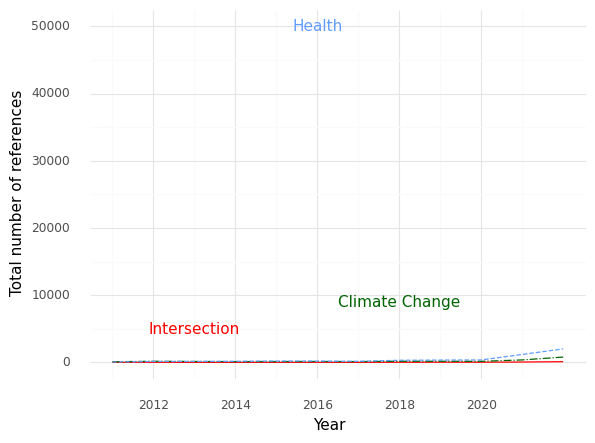 50000
Health
40000
30000
20000
10000
Climate Change
Intersection
0
Total number of references
2012 2014 2016 2018 2020
Year